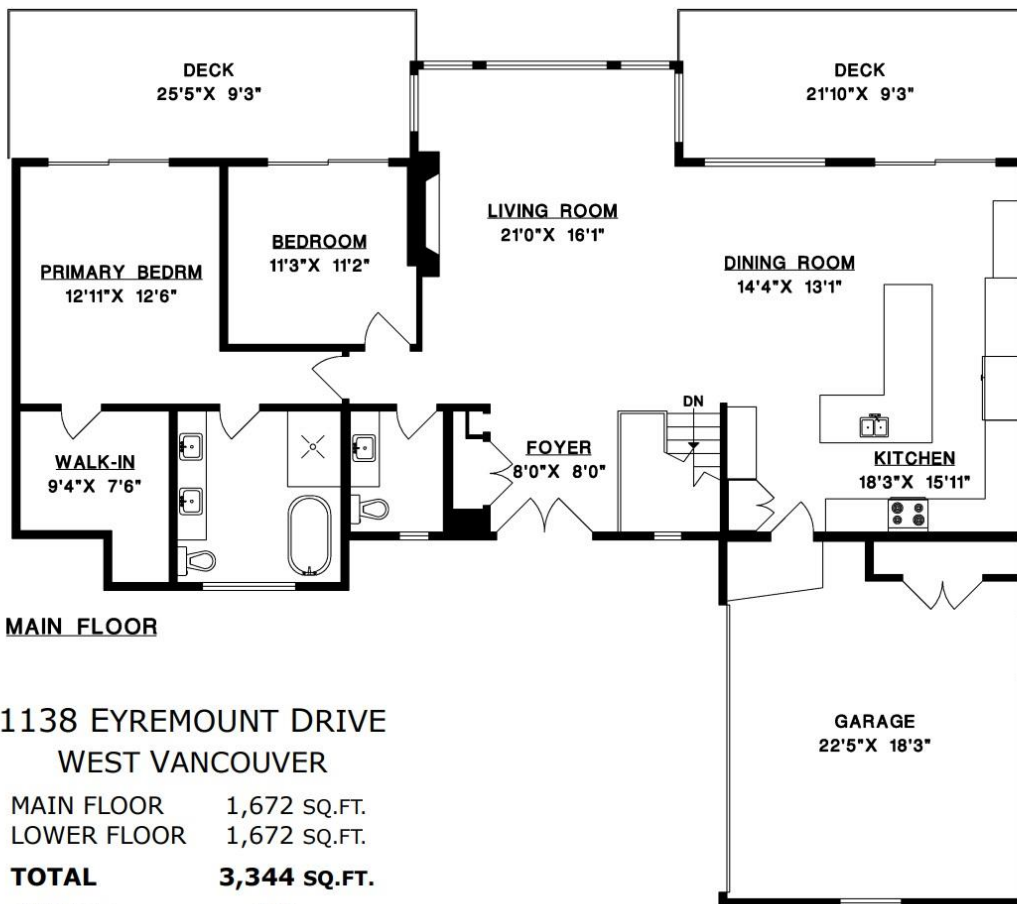 DECK
25'5"X 9'3"
DECK
21'10"X 9'3"
LIVING ROOM
21'0"X 16'1"
BEDROOM
11'3"X 11'2"
PRIMARY BEDRM
12'11"X 12'6"
DINING ROOM
14'4"X 13'1"
DN
WALK-IN
9'4"X 7'6"
FOYER
8'0"X 8'0"
KITCHEN
18'3"X 15'11"
MAIN FLOOR
GARAGE
22'5"X 18'3"
1138 EYREMOUNT DRIVE
WEST VANCOUVER
MAIN FLOOR 1,672 SQ.FT.
LOWER FLOOR 1,672 SQ.FT.
TOTAL 3,344 SQ.FT.